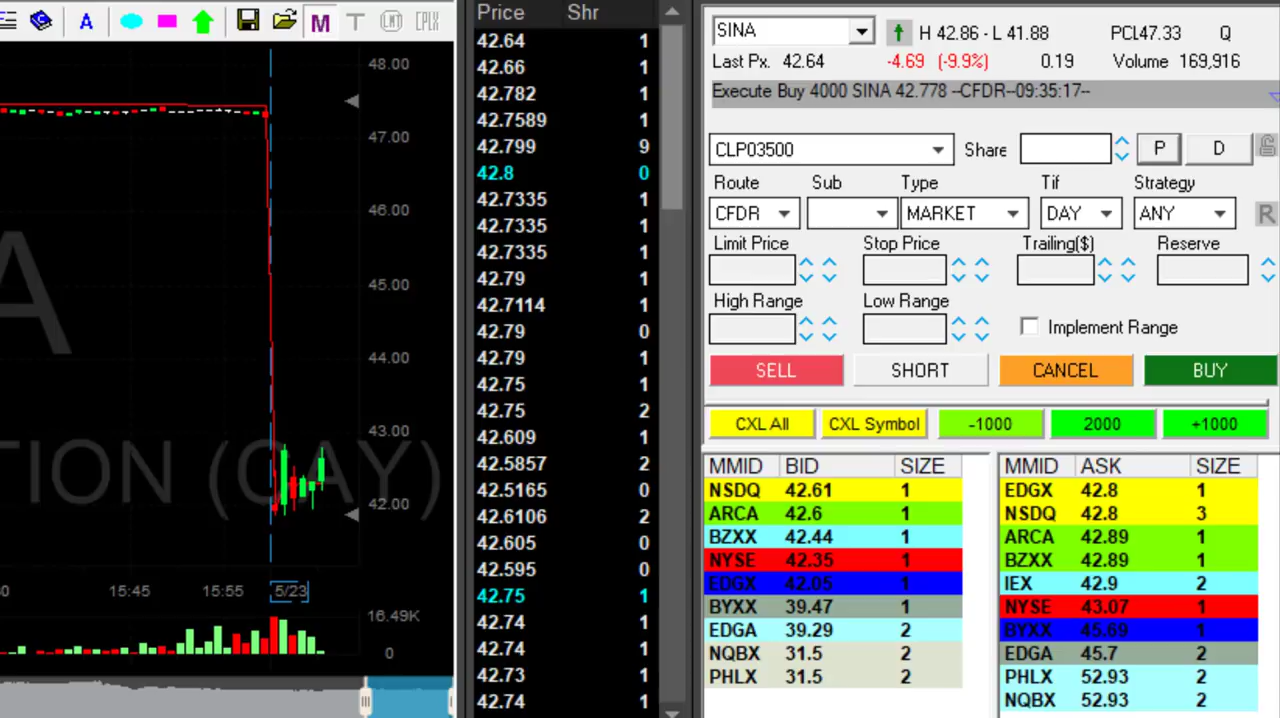 A M T CMT CPLX
48.00
47.00
46.00
45.00
44.00
43.00
42.00
A
TION (CAY)
0 15:45 15:55 5/23
16.49K
0
Price Shr
42.64 1
42.66 1
42.782 1
42.7589 1
42.799 9
42.8 0
42.7335 1
42.7335 1
42.7335 1
42.79 1
42.7114 1
42.79 0
42.79 1
42.75 1
42.75 2
42.609 1
42.5857 2
42.5165 0
42.6106 2
42.605 0
42.595 0
42.75 1
42.74 1
42.74 1
42.73 1
42.74 1
SINA H 42.86 - L 41.88 PCL47.33 Q
Last Px. 42.64 -4.69 (-9.9%) 0.19 Volume 169,916
Execute Buy 4000 SINA 42.778 --CFDR--09:35:17--
CLP03500 Share P D
Route Sub Type Tif Strategy
CFDR MARKET DAY ANY R
Limit Price Stop Price Trailing($) Reserve
High Range Low Range
Implement Range
SELL SHORT CANCEL BUY
CXL All CXL Symbol -1000 2000 +1000
MMID BID SIZE
NSDQ 42.61 1
ARCA 42.6 1
BZXX 42.44 1
NYSE 42.35 1
EDGX 42.05 1
BYXX 39.47 1
EDGA 39.29 2
NQBX 31.5 2
PHLX 31.5 2
MMID ASK SIZE
EDGX 42.8 1
NSDQ 42.8 3
ARCA 42.89 1
BZXX 42.89 1
IEX 42.9 2
NYSE 43.07 1
BYXX 45.69 1
EDGA 45.7 2
PHLX 52.93 2
NQBX 52.93 2